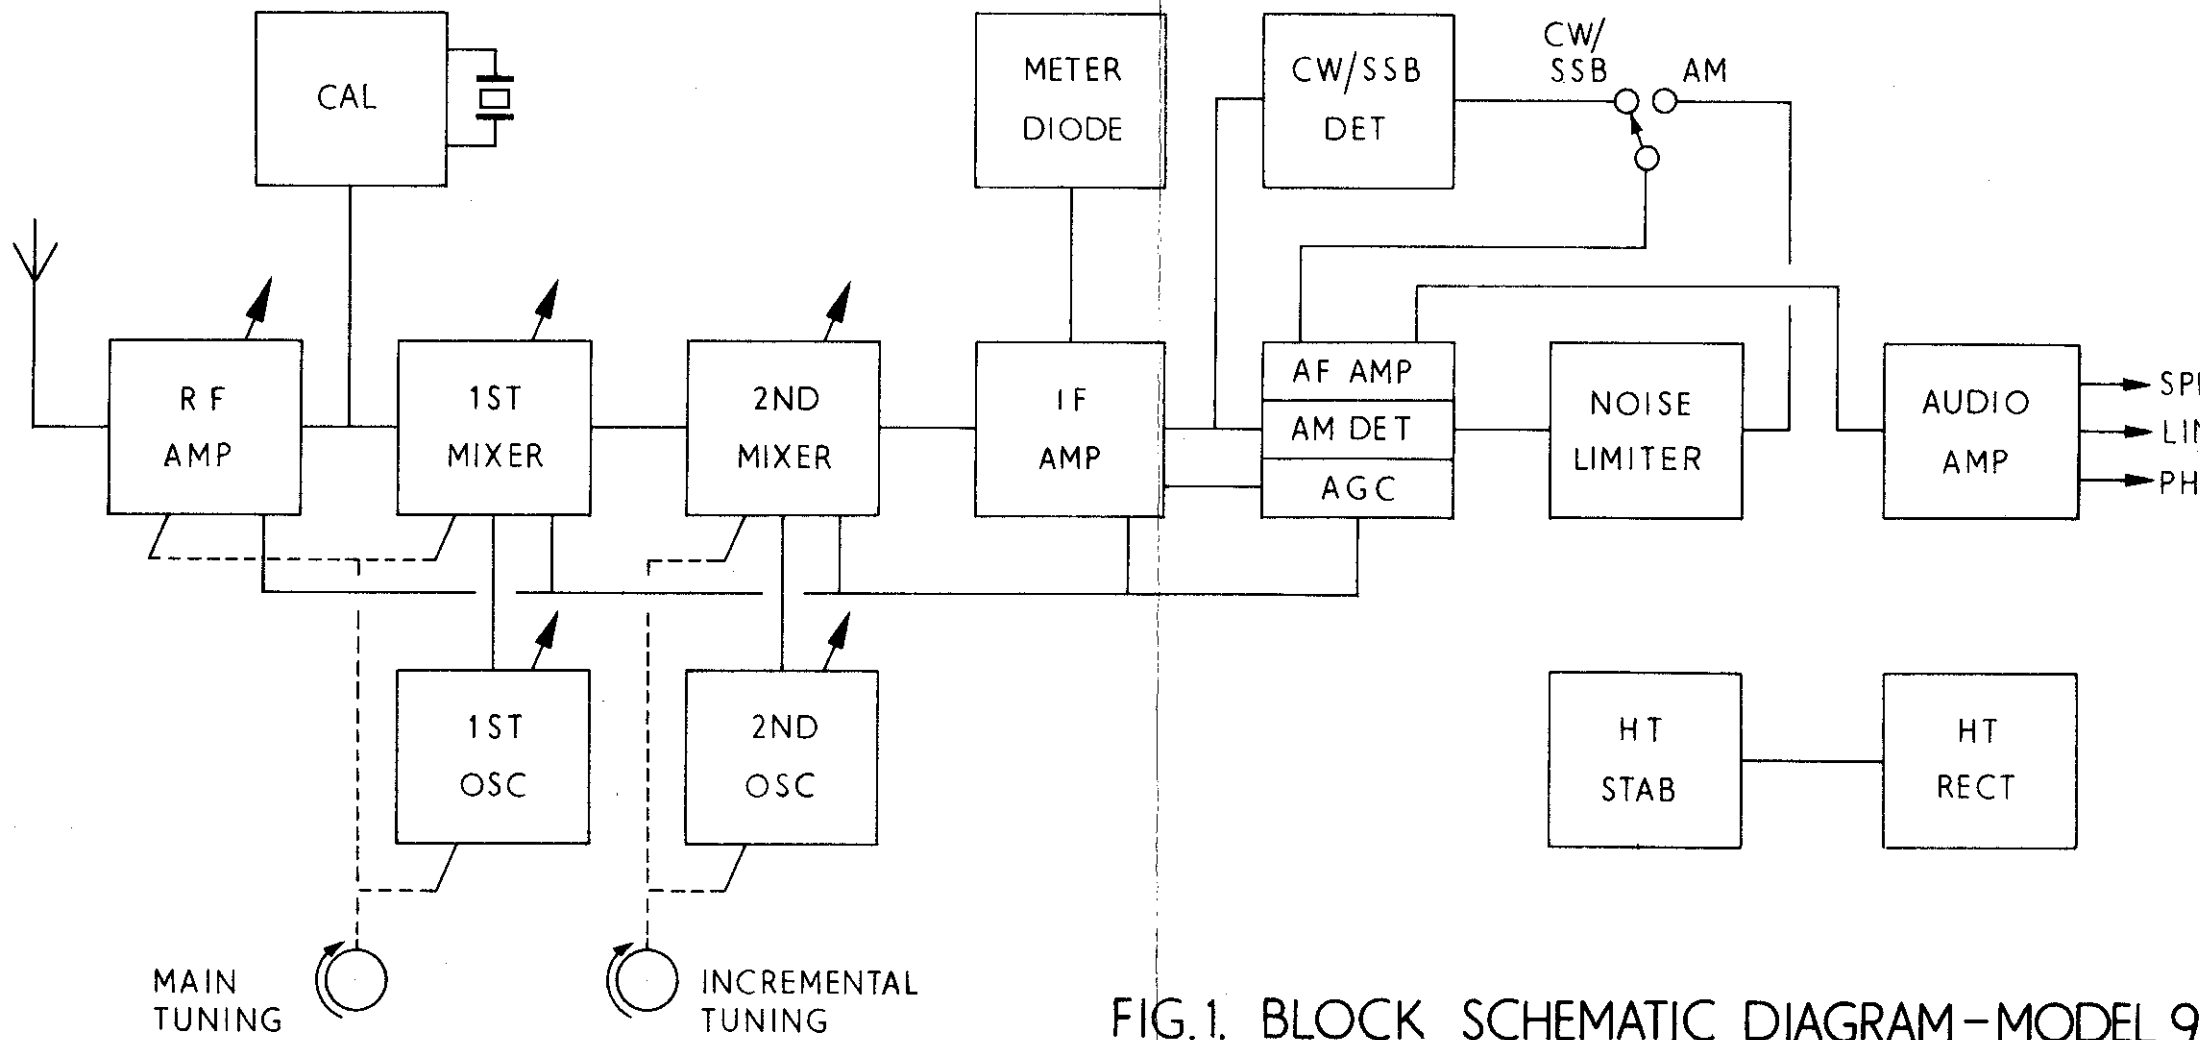 CAL
METER
DIODE
CW/SSB
DET
CW/
SSB
AM
RF
AMP
1ST
MIXER
2ND
MIXER
IF
AMP
AF AMP
AM DET
AGC
NOISE
LIMITER
AUDIO
AMP
1ST
OSC
2ND
OSC
HT
STAB
HT
RECT
MAIN
TUNING
INCREMENTAL
TUNING
FIG.1. BLOCK SCHEMATIC DIAGRAM-MODEL